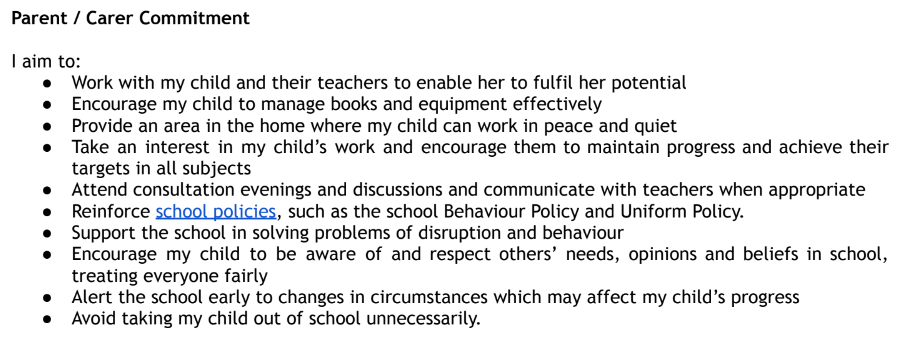 Parent / Carer Commitment
I aim to:
● Work with my child and their teachers to enable her to fulfil her potential
● Encourage my child to manage books and equipment effectively
● Provide an area in the home where my child can work in peace and quiet
● Take an interest in my child’s work and encourage them to maintain progress and achieve their
targets in all subjects
● Attend consultation evenings and discussions and communicate with teachers when appropriate
● Reinforce school policies, such as the school Behaviour Policy and Uniform Policy.
● Support the school in solving problems of disruption and behaviour
● Encourage my child to be aware of and respect others’ needs, opinions and beliefs in school,
treating everyone fairly
● Alert the school early to changes in circumstances which may affect my child’s progress
● Avoid taking my child out of school unnecessarily.